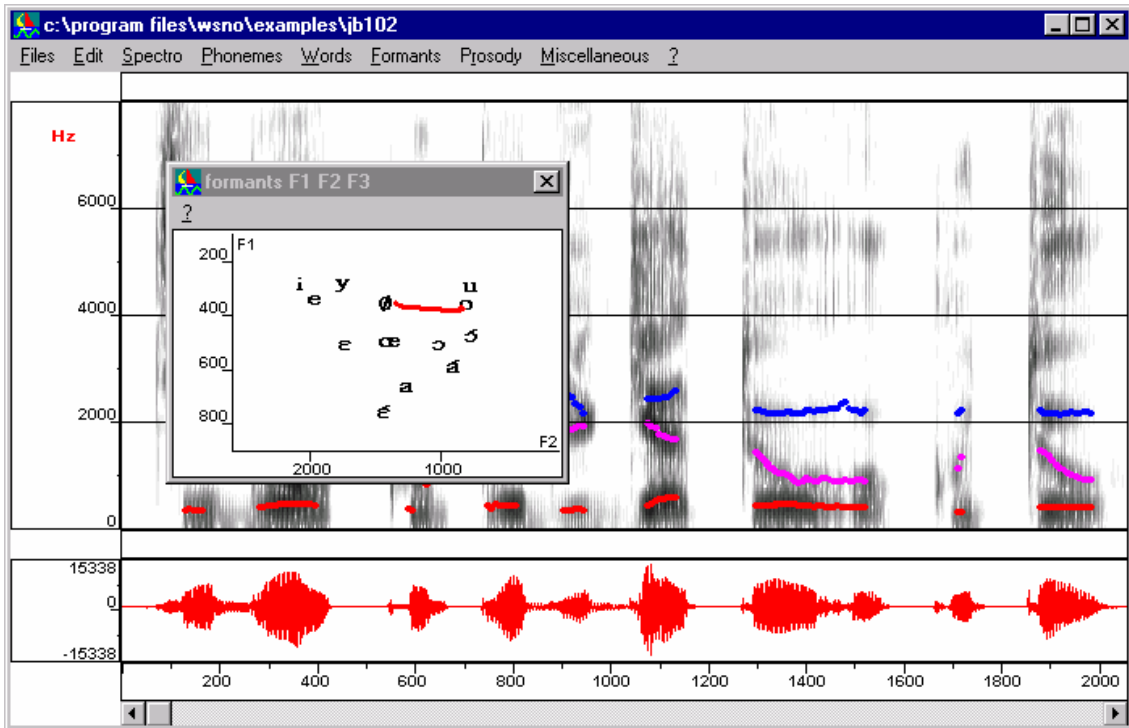 c:\program files\wsno\examples\jb102
Files Edit Spectro Phonemes Words Formants Prosody Miscellaneous ?
Hz
6000
4000
2000
0
formants F1 F2 F3
?
F1
200
400
600
800
i y u
e ø o
ɛ œ ɔ ɔ̃
a ã
ɛ̃
F2
2000 1000
15338
0
-15338
200 400 600 800 1000 1200 1400 1600 1800 2000